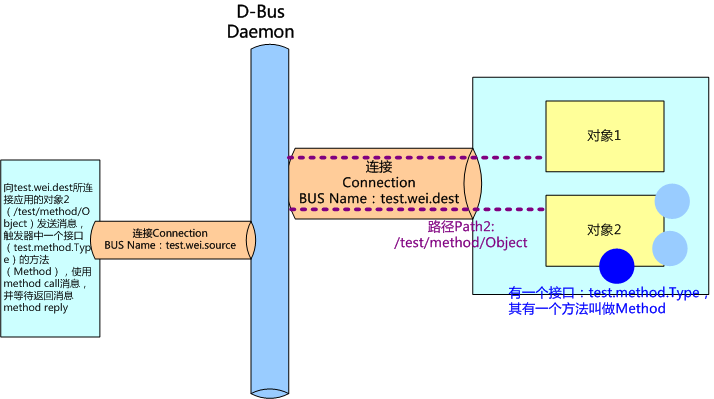 D-Bus
Daemon
向test.wei.dest所连
接应用的对象2
（/test/method/O
bject）发送消息，
触发器中一个接口
（test.method.Typ
e）的方法
（Method），使用
method call消息，
并等待返回消息
method reply
连接Connection
BUS Name：test.wei.source
连接
Connection
BUS Name：test.wei.dest
路径Path2:
/test/method/Object
对象1
对象2
有一个接口：test.method.Type，
其有一个方法叫做Method